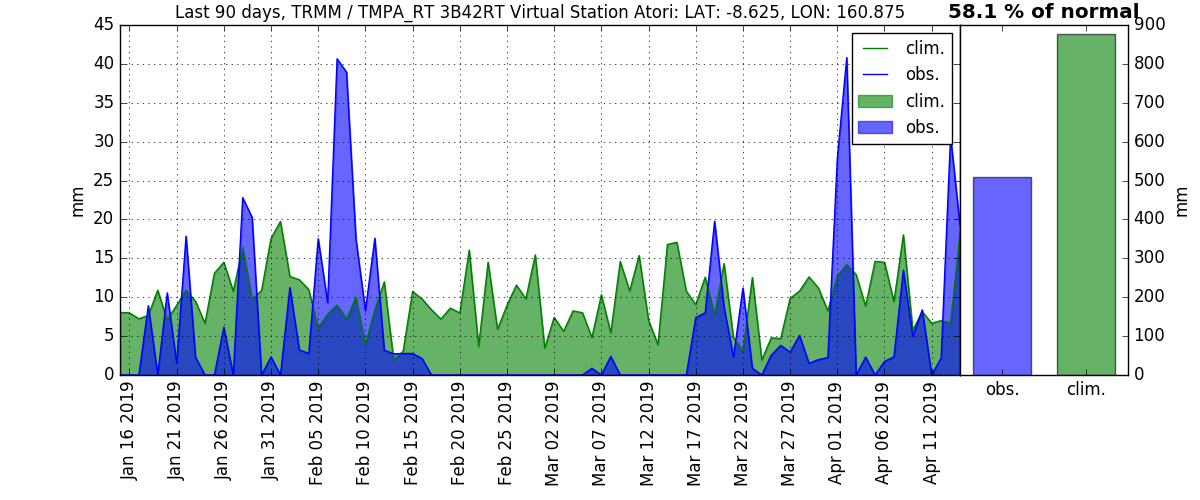 Last 90 days, TRMM / TMPA_RT 3B42RT Virtual Station Atori: LAT: -8.625, LON: 160.875
58.1 % of normal
clim.
obs.
clim.
obs.
45
40
35
30
25
20
15
10
5
0
mm
900
800
700
600
500
400
300
200
100
0
mm
Jan 16 2019
Jan 21 2019
Jan 26 2019
Jan 31 2019
Feb 05 2019
Feb 10 2019
Feb 15 2019
Feb 20 2019
Feb 25 2019
Mar 02 2019
Mar 07 2019
Mar 12 2019
Mar 17 2019
Mar 22 2019
Mar 27 2019
Apr 01 2019
Apr 06 2019
Apr 11 2019
obs.
clim.